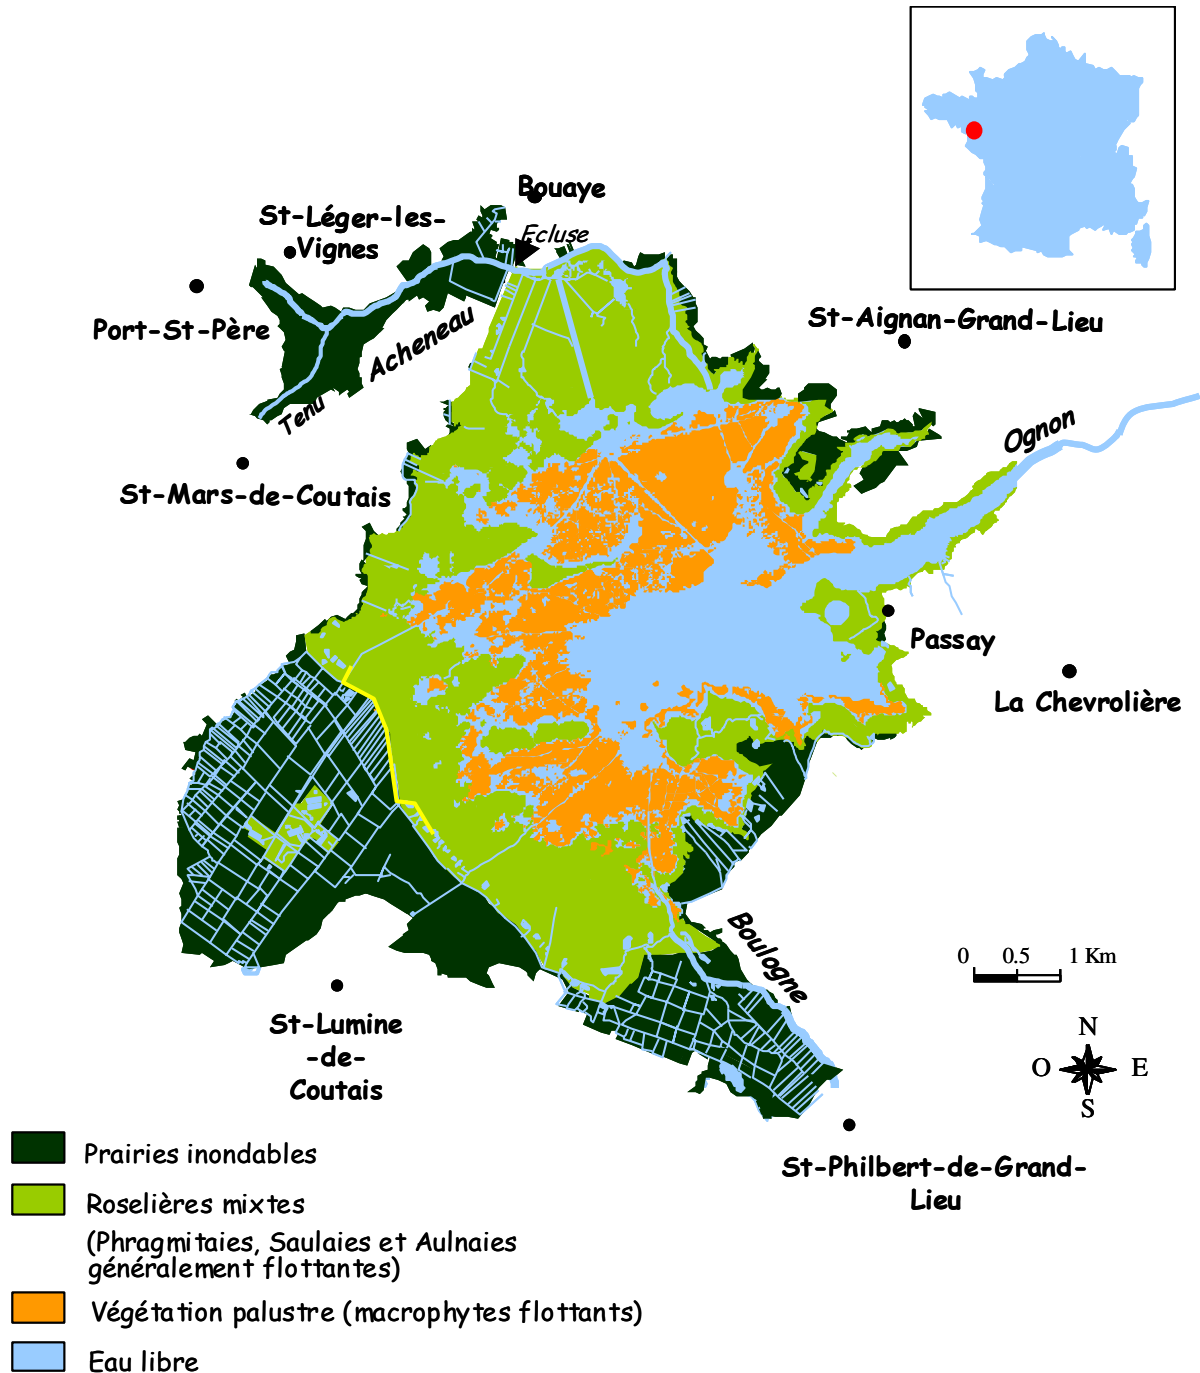 Bouaye
St-Léger-les-
Vignes
Ecluse
Port-St-Père
Acheneau
St-Aignan-Grand-Lieu
Tenu
Ognon
St-Mars-de-Coutais
Passay
La Chevrolière
Boulogne
0 0.5 1 Km
St-Lumine
-de-
Coutais
N
O E
S
St-Philbert-de-Grand-
Lieu
Prairies inondables
Roselières mixtes
(Phragmitaies, Saulaies et Aulnaies
généralement flottantes)
Végétation palustre (macrophytes flottants)
Eau libre